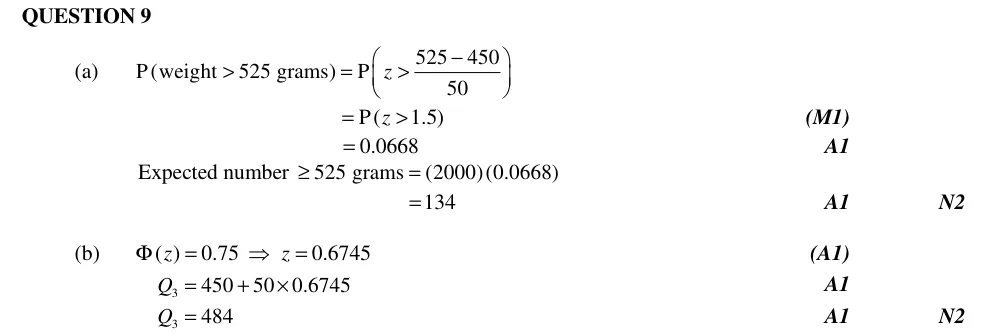 QUESTION 9
(a) P(weight > 525 grams) = P(z > (525 − 450)/50)
= P(z > 1.5) (M1)
= 0.0668 A1
Expected number ≥ 525 grams = (2000)(0.0668)
= 134 A1 N2
(b) Φ(z) = 0.75 ⇒ z = 0.6745 (A1)
Q₃ = 450 + 50 × 0.6745 A1
Q₃ = 484 A1 N2